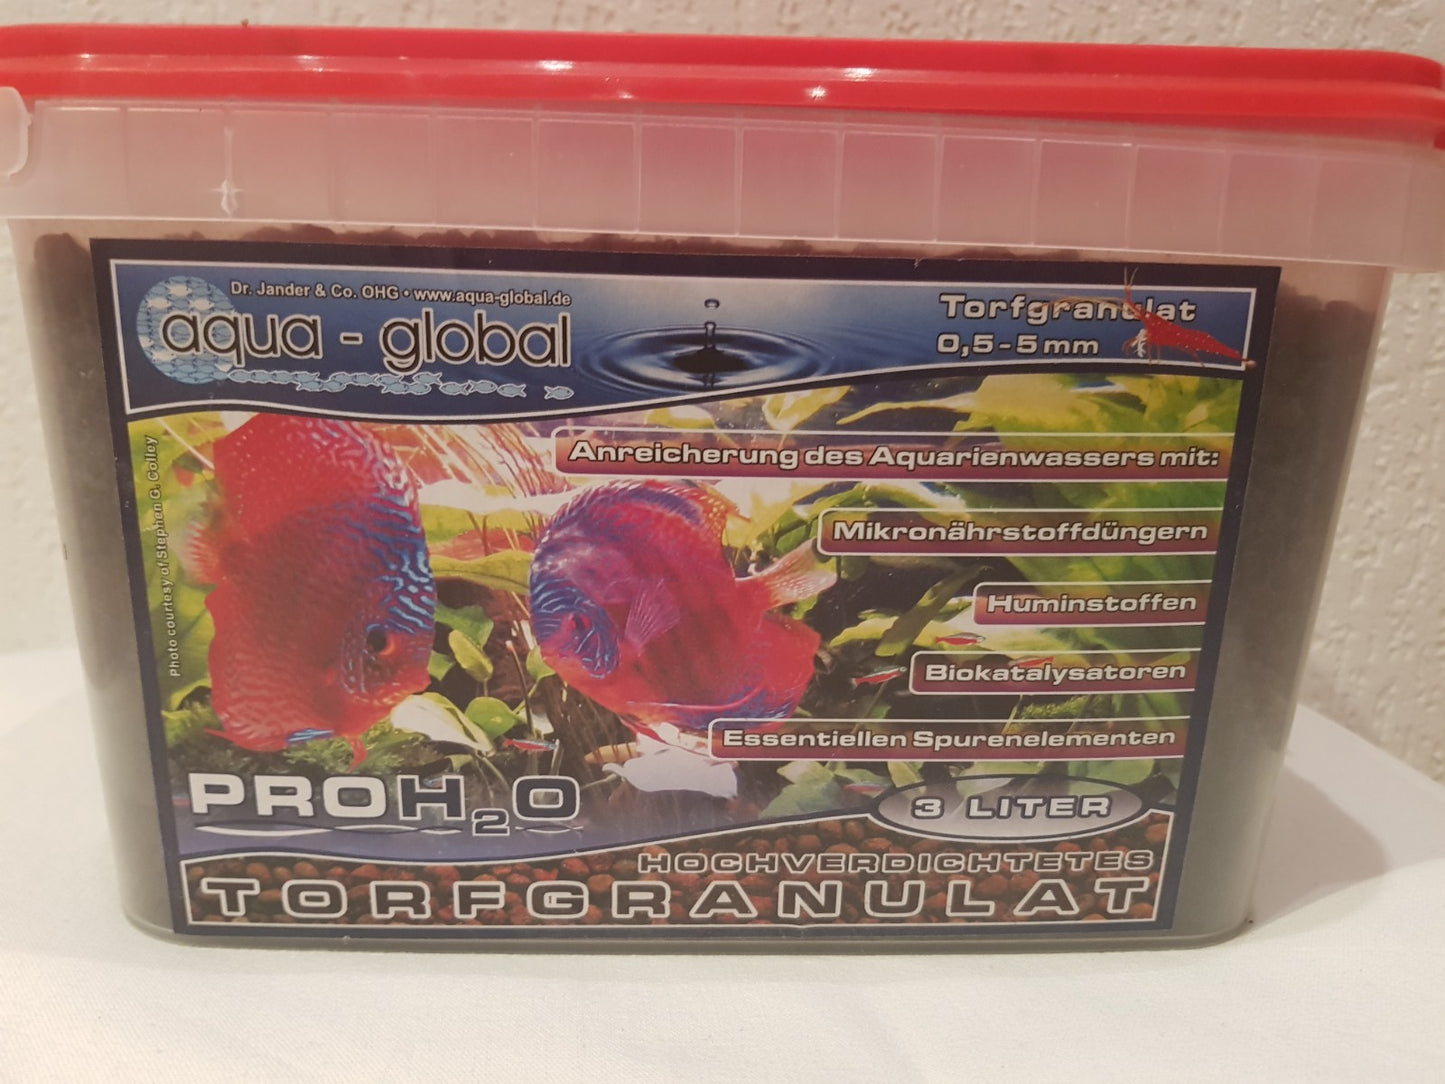 Dr. Jander & Co. OHG • www.aqua-global.de
aqua - global
Torfgranulat
0,5 - 5 mm
Photo courtesy of Stephen G. Colley
Anreicherung des Aquarienwassers mit:
Mikronährstoffdüngern
Huminstoffen
Biokatalysatoren
Essentiellen Spurenelementen
PROH2O
3 LITER
HOCHVERDICHTETES
TORFGRANULAT